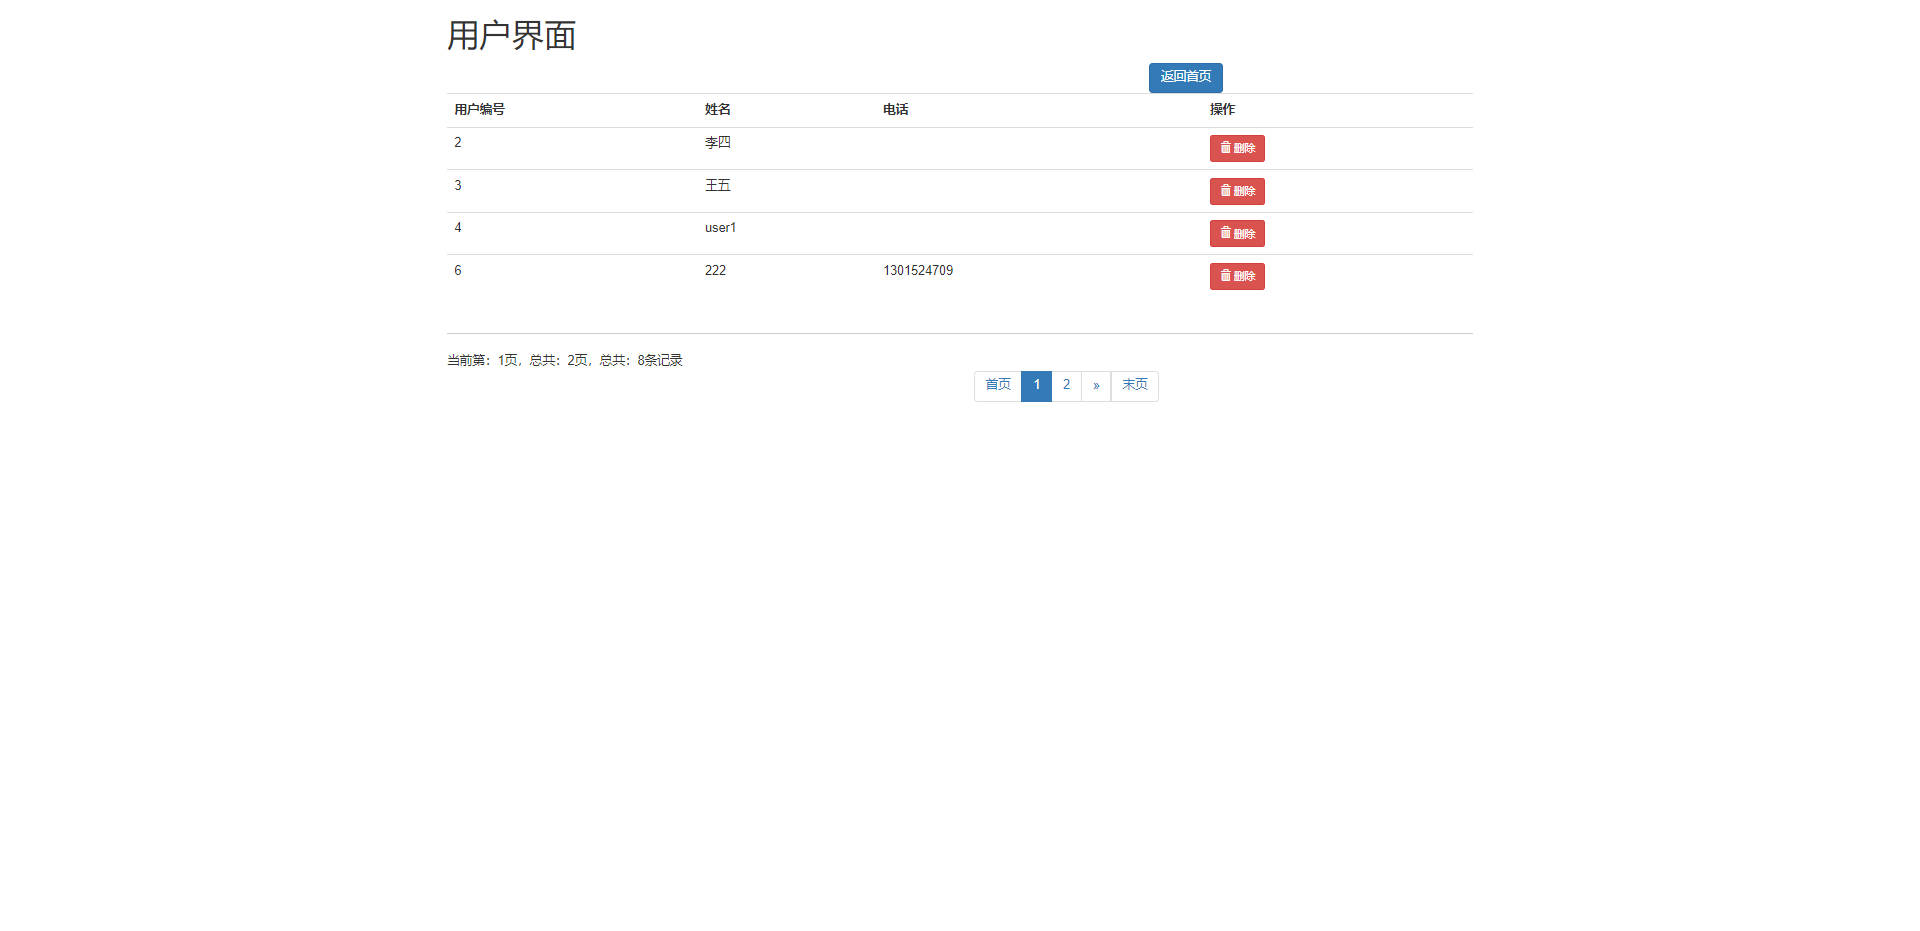 用户界面
返回首页
用户编号 姓名 电话 操作
2 李四 删除
3 王五 删除
4 user1 删除
6 222 1301524709 删除
当前第：1页，总共：2页，总共：8条记录
首页 1 2 » 末页